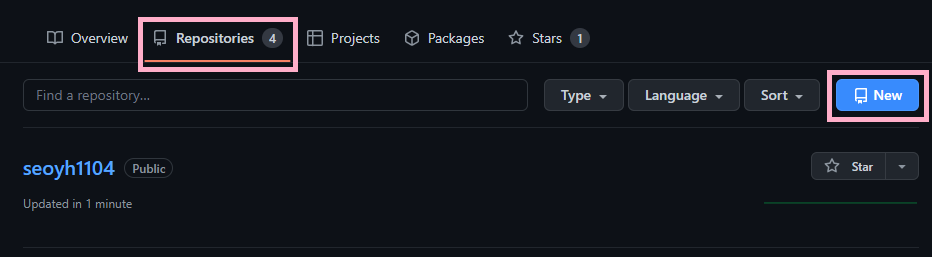 Overview Repositories 4 Projects Packages Stars 1
Find a repository... Type Language Sort New
seoyh1104 Public Star
Updated in 1 minute